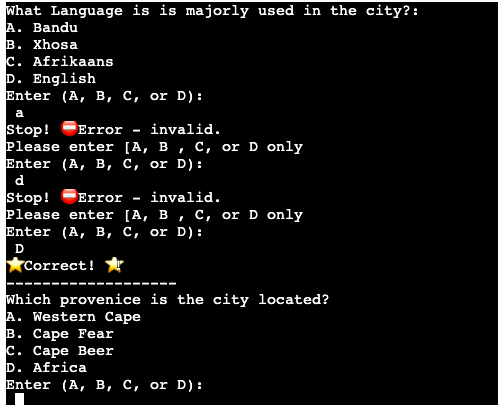 What Language is is majorly used in the city?:
A. Bandu
B. Xhosa
C. Afrikaans
D. English
Enter (A, B, C, or D):
a
Stop! ⛔Error - invalid.
Please enter [A, B , C, or D only
Enter (A, B, C, or D):
d
Stop! ⛔Error - invalid.
Please enter [A, B , C, or D only
Enter (A, B, C, or D):
D
⭐Correct! ⭐
-------------------
Which provenice is the city located?
A. Western Cape
B. Cape Fear
C. Cape Beer
D. Africa
Enter (A, B, C, or D):